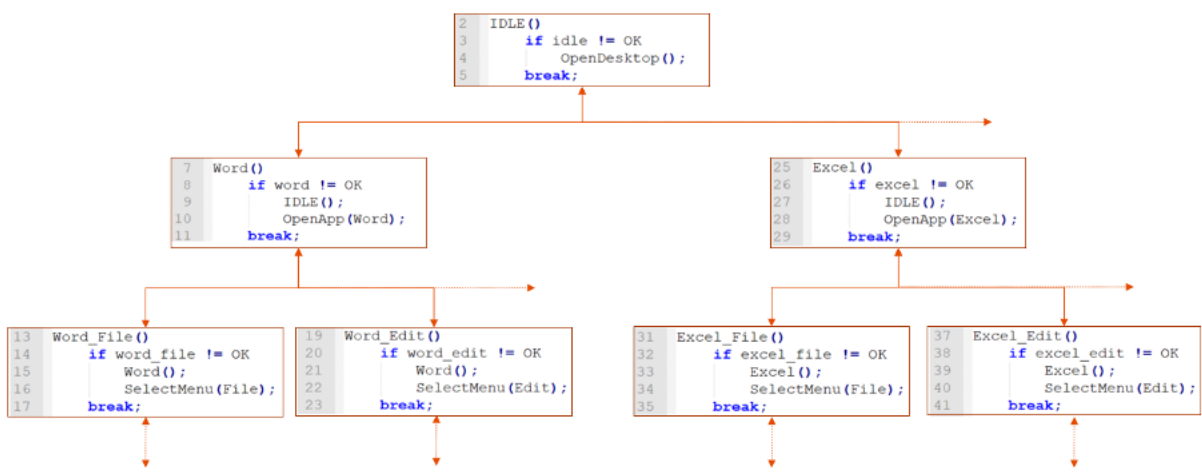 2 IDLE()
3 if idle != OK
4 OpenDesktop();
5 break;
7 Word()
8 if word != OK
9 IDLE();
10 OpenApp(Word);
11 break;
25 Excel()
26 if excel != OK
27 IDLE();
28 OpenApp(Excel);
29 break;
13 Word_File()
14 if word_file != OK
15 Word();
16 SelectMenu(File);
17 break;
19 Word_Edit()
20 if word_edit != OK
21 Word();
22 SelectMenu(Edit);
23 break;
31 Excel_File()
32 if excel_file != OK
33 Excel();
34 SelectMenu(File);
35 break;
37 Excel_Edit()
38 if excel_edit != OK
39 Excel();
40 SelectMenu(Edit);
41 break;